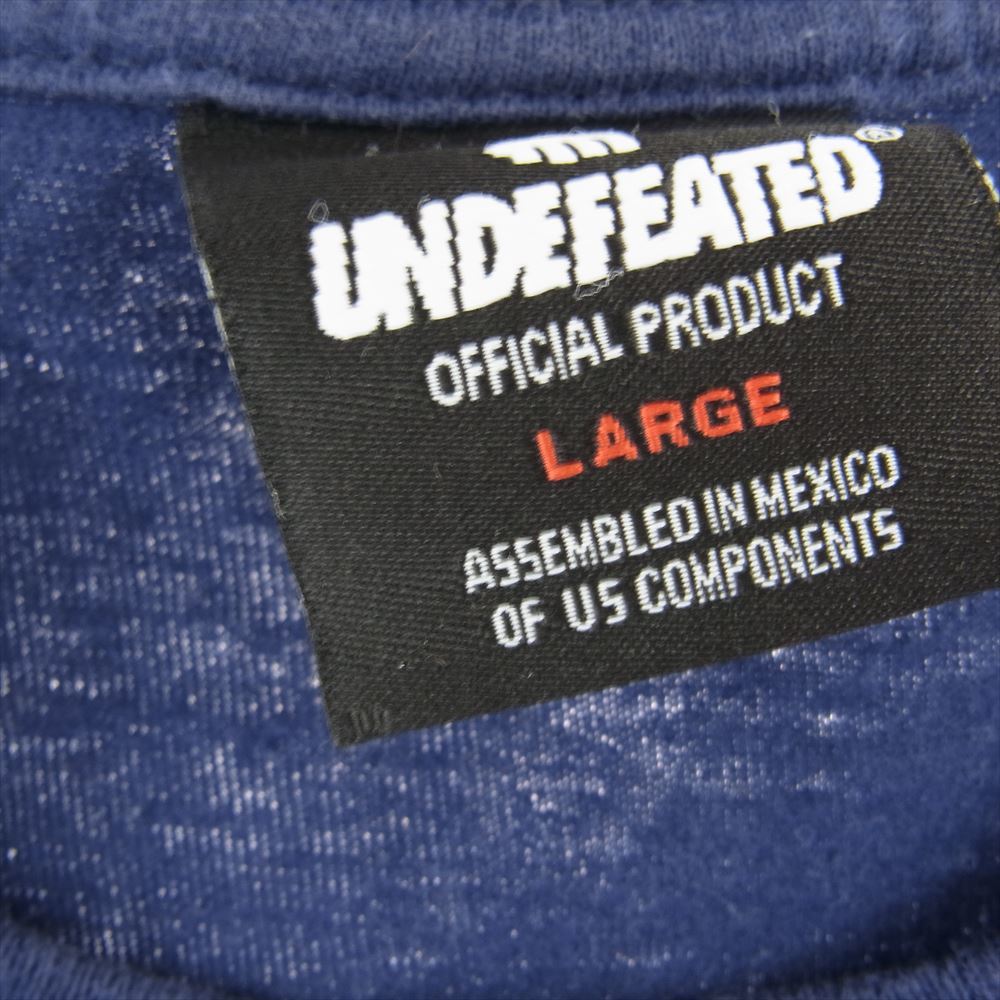 UNDEFEATED®
OFFICIAL PRODUCT
LARGE
ASSEMBLED IN MEXICO
OF US COMPONENTS